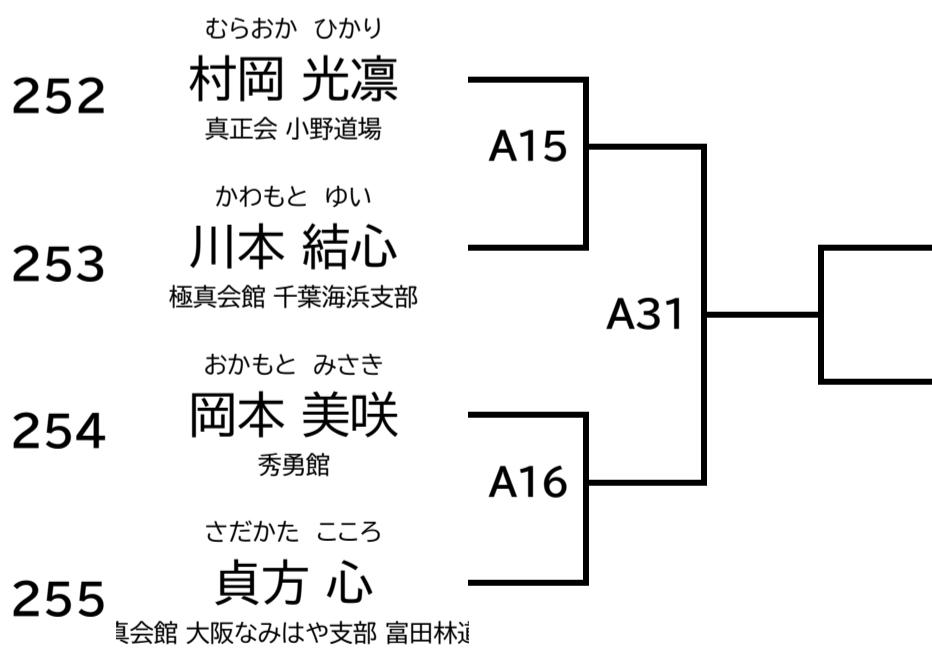 むらおか ひかり
252 村岡 光凛
真正会 小野道場
A15
かわもと ゆい
253 川本 結心
極真会館 千葉海浜支部
A31
おかもと みさき
254 岡本 美咲
秀勇館
A16
さだかた こころ
255 貞方 心
真会館 大阪なみはや支部 富田林道